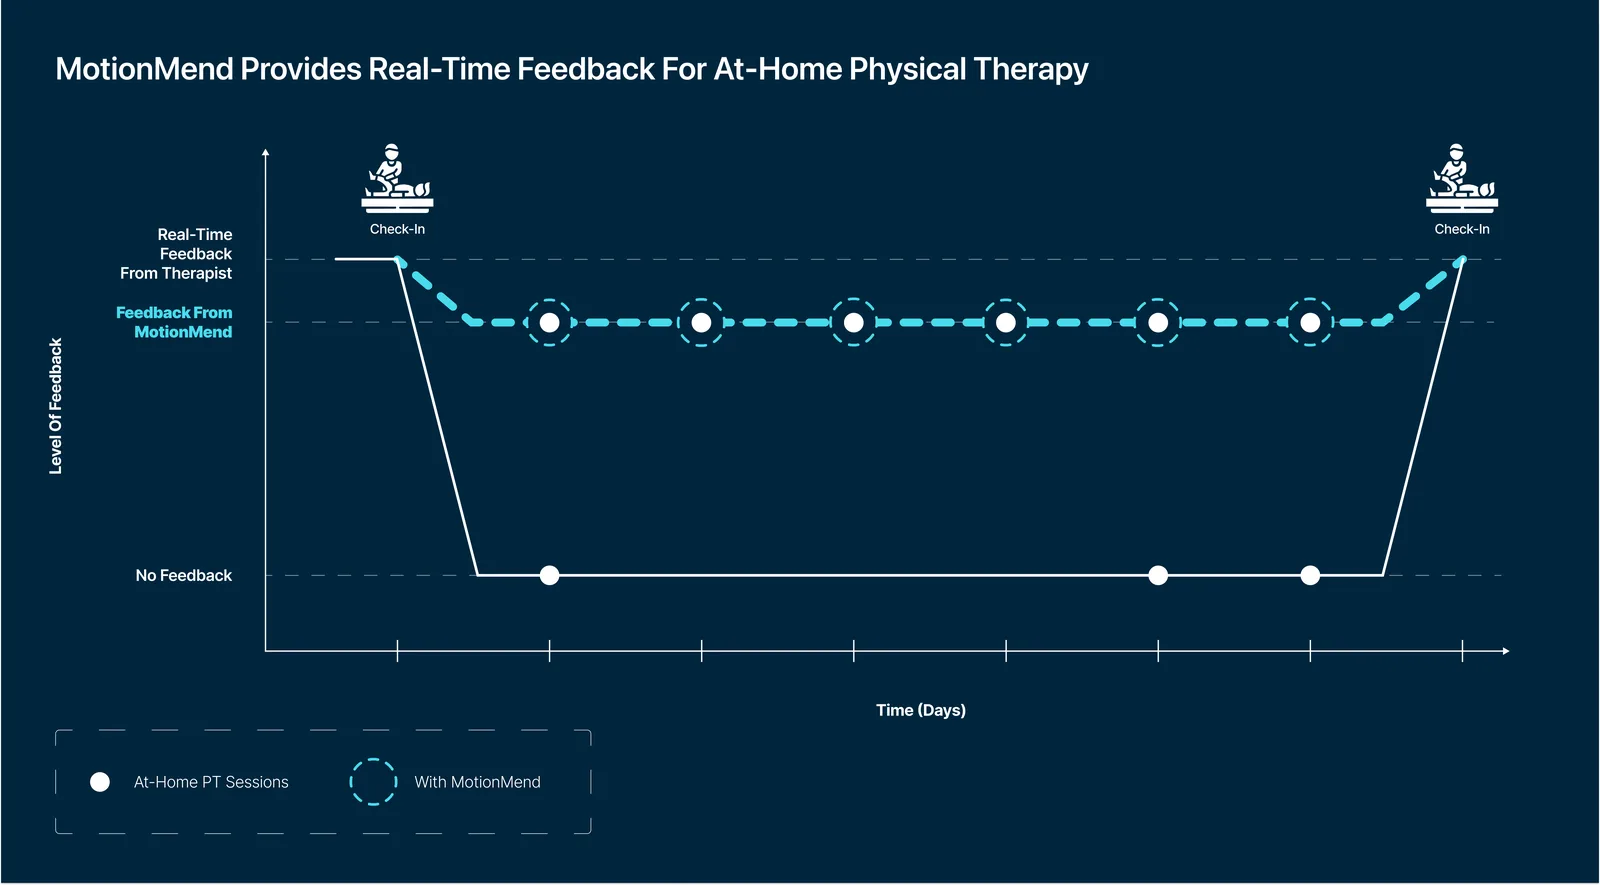 MotionMend Provides Real-Time Feedback For At-Home Physical Therapy
Check-In
Check-In
Real-Time
Feedback
From Therapist
Feedback From
MotionMend
Level Of Feedback
No Feedback
Time (Days)
At-Home PT Sessions
With MotionMend